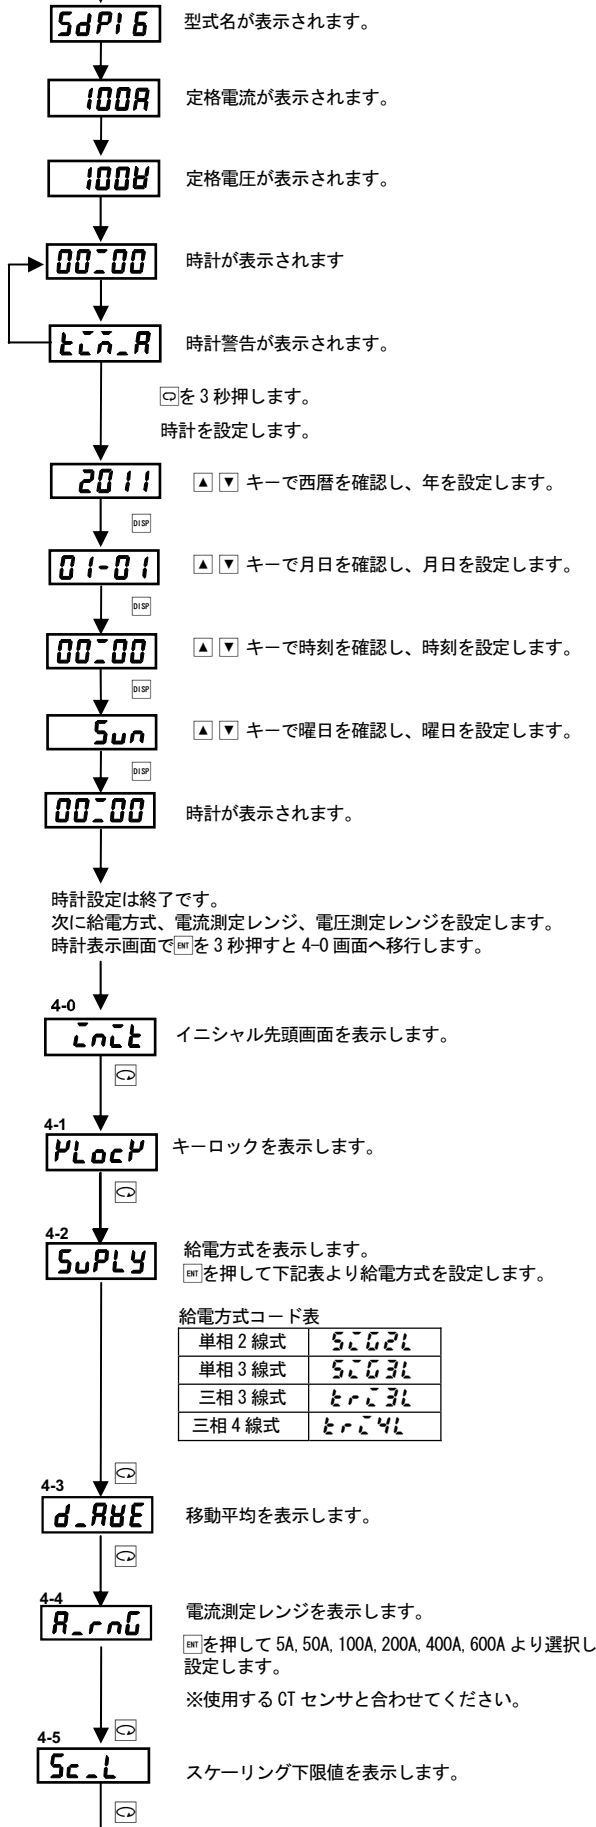 SdPI6 型式名が表示されます。
100A 定格電流が表示されます。
100V 定格電圧が表示されます。
00:00 時計が表示されます
tim_A 時計警告が表示されます。
を3秒押します。
時計を設定します。
2011 ▲ ▼ キーで西暦を確認し、年を設定します。
DISP
01-01 ▲ ▼ キーで月日を確認し、月日を設定します。
DISP
00:00 ▲ ▼ キーで時刻を確認し、時刻を設定します。
DISP
Sun ▲ ▼ キーで曜日を確認し、曜日を設定します。
DISP
00:00 時計が表示されます。
時計設定は終了です。
次に給電方式、電流測定レンジ、電圧測定レンジを設定します。
時計表示画面でENTを3秒押すと4-0画面へ移行します。
4-0
init イニシャル先頭画面を表示します。
4-1
KLocK キーロックを表示します。
4-2
SuPLY 給電方式を表示します。
ENTを押して下記表より給電方式を設定します。
給電方式コード表
単相2線式 SiG2L
単相3線式 SiG3L
三相3線式 tri3L
三相4線式 tri4L
4-3
d_AVE 移動平均を表示します。
4-4
A_rnG 電流測定レンジを表示します。
ENTを押して5A,50A,100A,200A,400A,600Aより選択し
設定します。
※使用するCTセンサと合わせてください。
4-5
Sc_L スケーリング下限値を表示します。